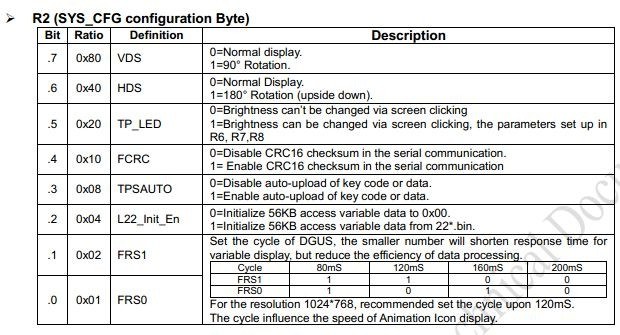 ➢ R2 (SYS_CFG configuration Byte)
Bit Ratio Definition Description
.7 0x80 VDS 0=Normal display.
1=90° Rotation.
.6 0x40 HDS 0=Normal Display.
1=180° Rotation (upside down).
.5 0x20 TP_LED 0=Brightness can't be changed via screen clicking
1=Brightness can be changed via screen clicking, the parameters set up in
R6, R7,R8
.4 0x10 FCRC 0=Disable CRC16 checksum in the serial communication.
1= Enable CRC16 checksum in the serial communication
.3 0x08 TPSAUTO 0=Disable auto-upload of key code or data.
1=Enable auto-upload of key code or data.
.2 0x04 L22_Init_En 0=Initialize 56KB access variable data to 0x00.
1=Initialize 56KB access variable data from 22*.bin.
.1 0x02 FRS1 Set the cycle of DGUS, the smaller number will shorten response time for
variable display, but reduce the efficiency of data processing.
Cycle 80mS 120mS 160mS 200mS
FRS1 1 1 0 0
FRS0 1 0 1 0
.0 0x01 FRS0 For the resolution 1024*768, recommended set the cycle upon 120mS.
The cycle influence the speed of Animation Icon display.